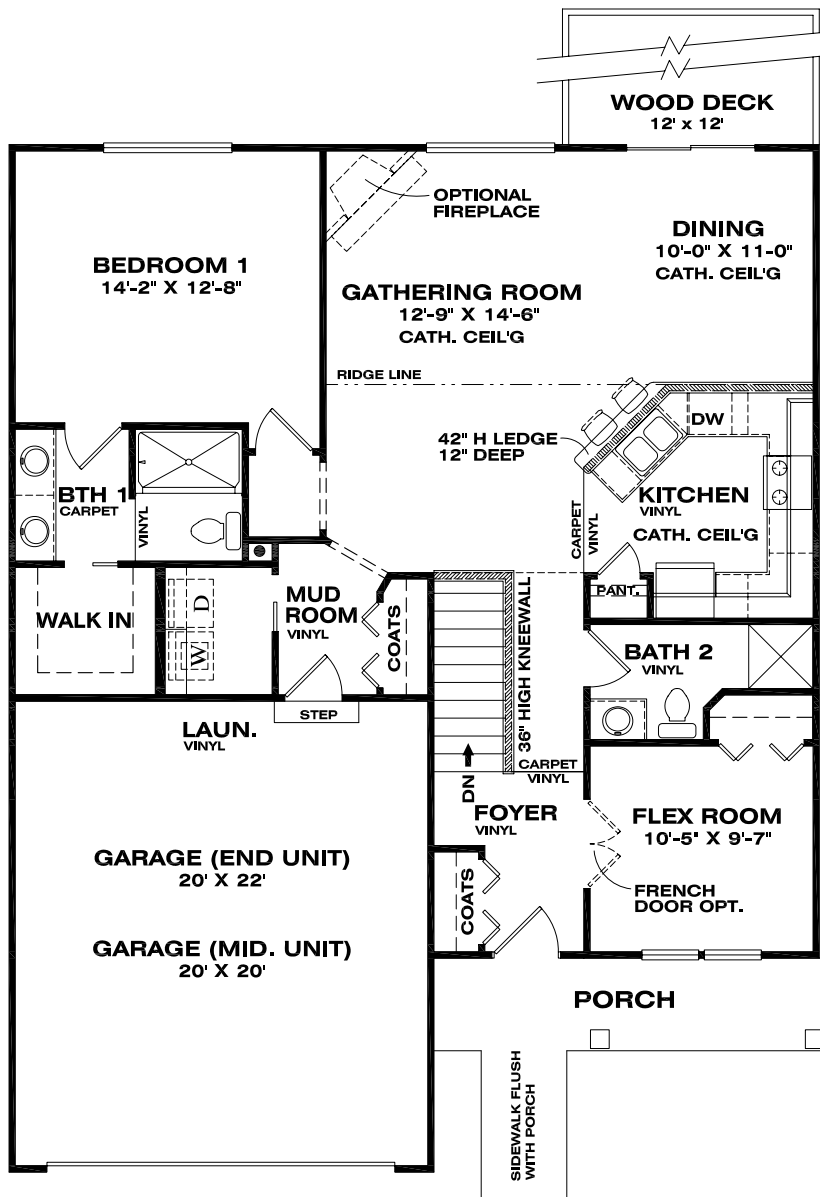 WOOD DECK
12' x 12'
OPTIONAL
FIREPLACE
DINING
10'-0" X 11-0"
CATH. CEIL'G
BEDROOM 1
14'-2" X 12'-8"
GATHERING ROOM
12'-9" X 14'-6"
CATH. CEIL'G
RIDGE LINE
DW
42" H LEDGE
12" DEEP
BTH 1
CARPET
VINYL
KITCHEN
VINYL
CATH. CEIL'G
CARPET
VINYL
PANT.
WALK IN
D
W
MUD
ROOM
VINYL
COATS
36" HIGH KNEEWALL
BATH 2
VINYL
STEP
LAUN.
VINYL
DN
CARPET
VINYL
FOYER
VINYL
FLEX ROOM
10'-5" X 9'-7"
GARAGE (END UNIT)
20' X 22'
COATS
FRENCH
DOOR OPT.
GARAGE (MID. UNIT)
20' X 20'
PORCH
SIDEWALK FLUSH
WITH PORCH